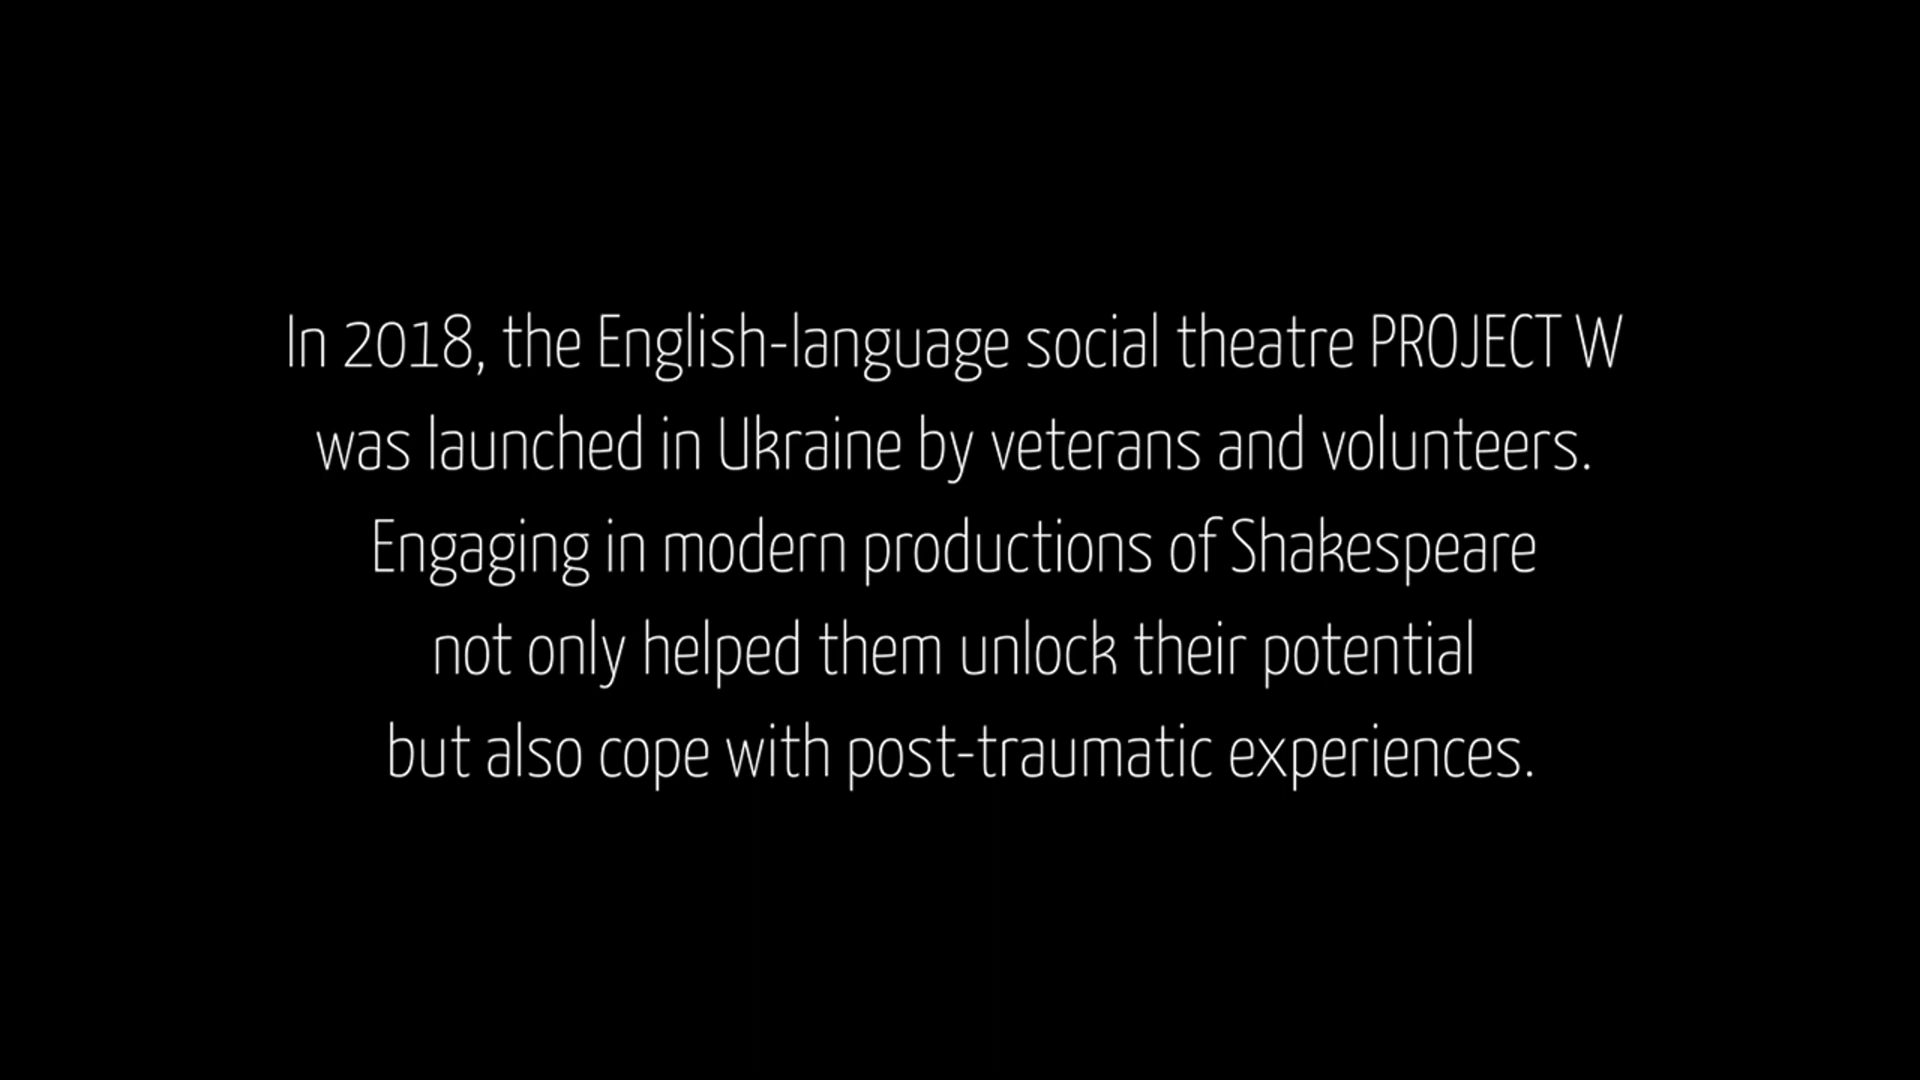 In 2018, the English-language social theatre PROJECT W
was launched in Ukraine by veterans and volunteers.
Engaging in modern productions of Shakespeare
not only helped them unlock their potential
but also cope with post-traumatic experiences.